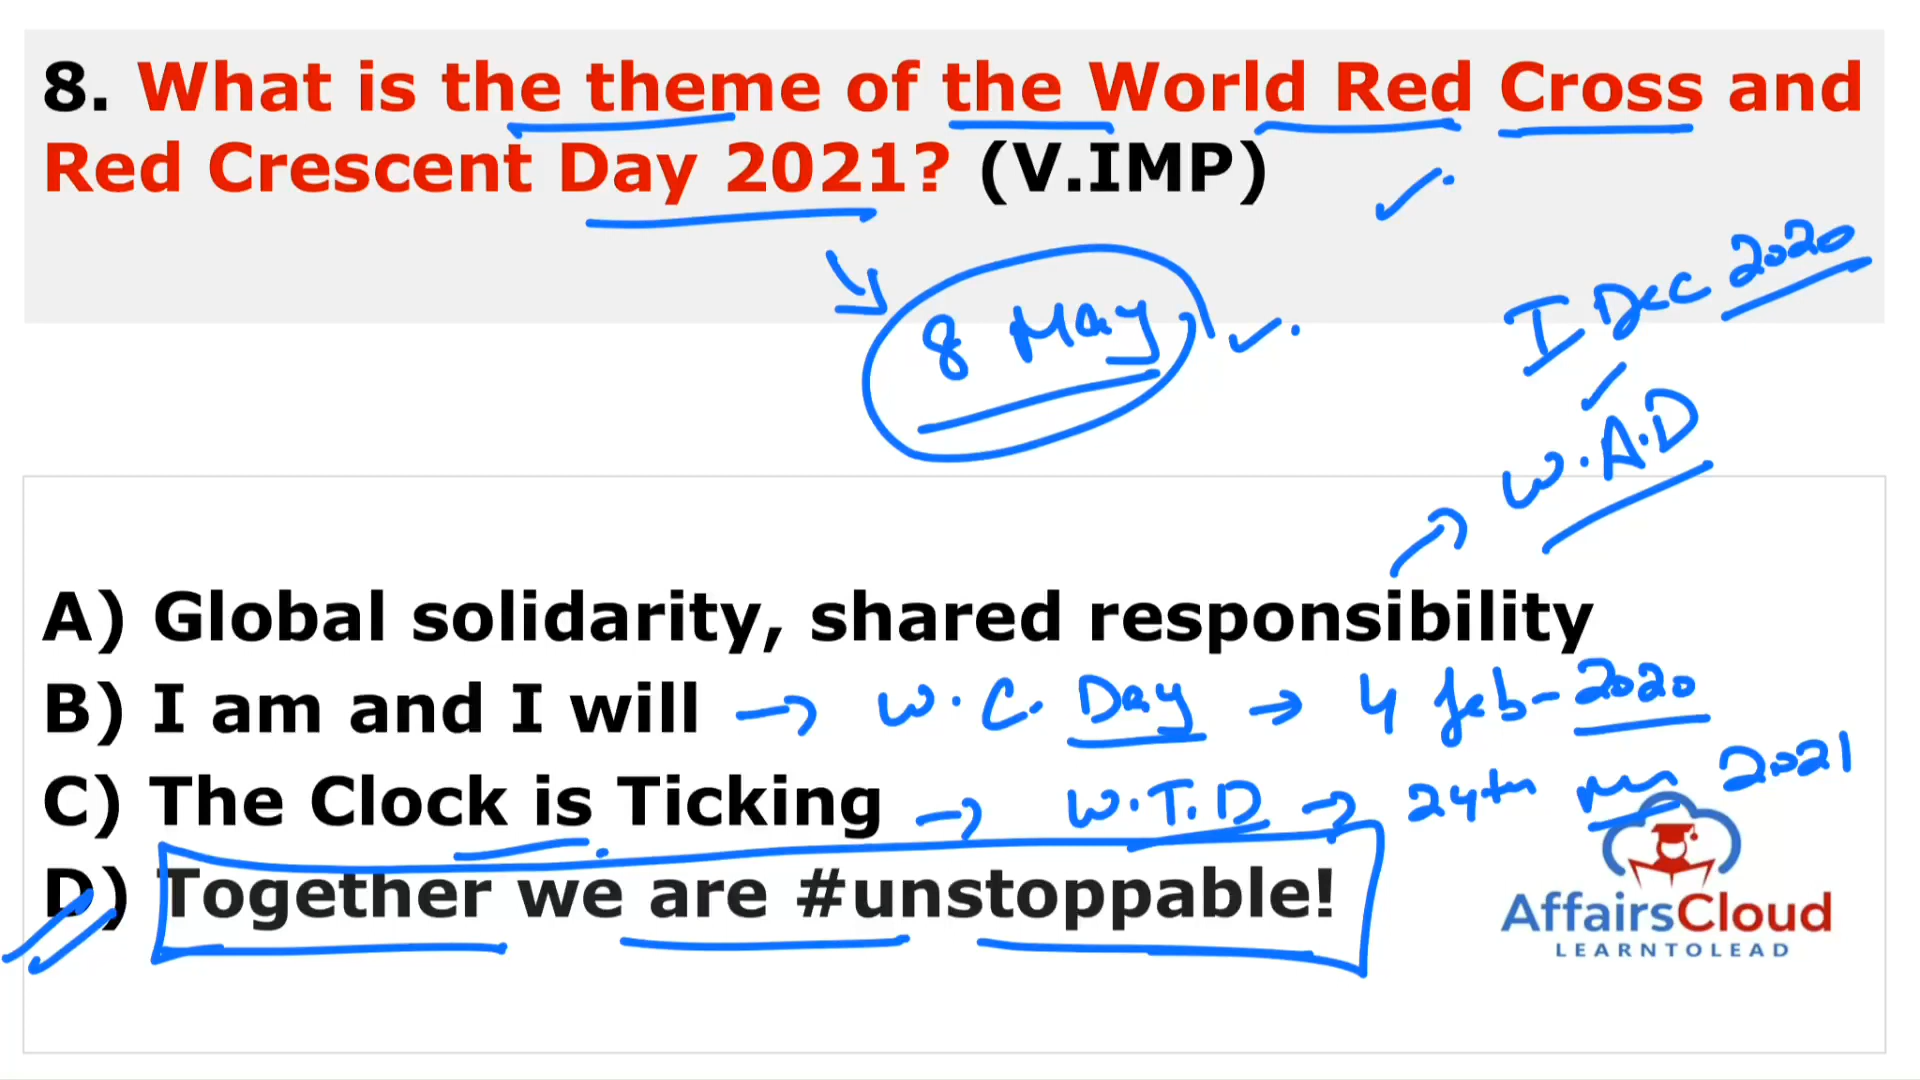 8. What is the theme of the World Red Cross and
Red Crescent Day 2021? (V.IMP)
8 May
I Dec 2020
W.A.D
A) Global solidarity, shared responsibility
B) I am and I will → W.C. Day → 4 feb-2020
C) The Clock is Ticking → W.T.D → 24th 2021
D) Together we are #unstoppable!
AffairsCloud
LEARNTOLEAD